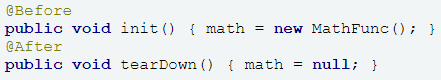 @Before
public void init() { math = new MathFunc(); }
@After
public void tearDown() { math = null; }